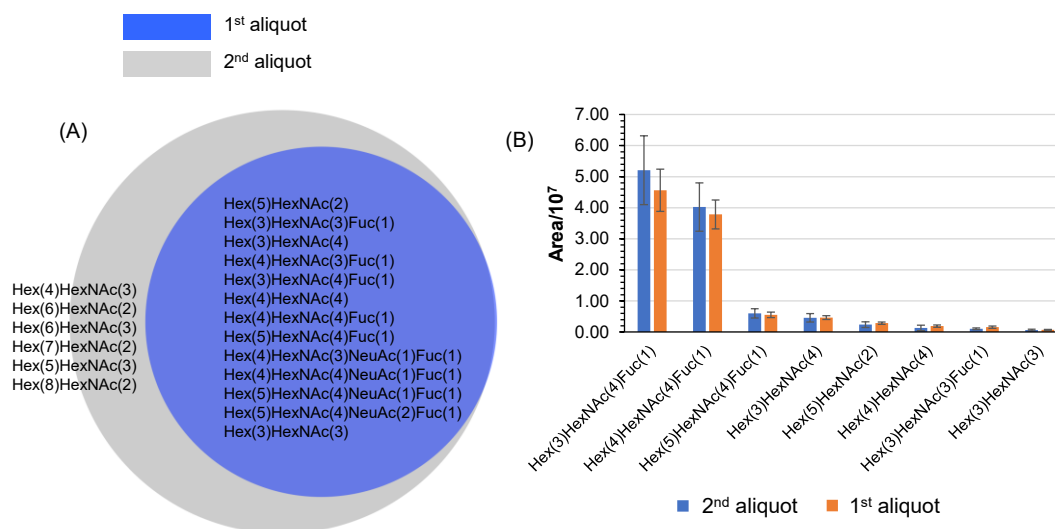 1st aliquot
2nd aliquot
(A)
Hex(5)HexNAc(2)
Hex(3)HexNAc(3)Fuc(1)
Hex(3)HexNAc(4)
Hex(4)HexNAc(3)Fuc(1)
Hex(3)HexNAc(4)Fuc(1)
Hex(4)HexNAc(4)
Hex(4)HexNAc(4)Fuc(1)
Hex(5)HexNAc(4)Fuc(1)
Hex(4)HexNAc(3)NeuAc(1)Fuc(1)
Hex(4)HexNAc(4)NeuAc(1)Fuc(1)
Hex(5)HexNAc(4)NeuAc(1)Fuc(1)
Hex(5)HexNAc(4)NeuAc(2)Fuc(1)
Hex(3)HexNAc(3)
Hex(4)HexNAc(3)
Hex(6)HexNAc(2)
Hex(6)HexNAc(3)
Hex(7)HexNAc(2)
Hex(5)HexNAc(3)
Hex(8)HexNAc(2)
(B)
Area/10^7
7.00
6.00
5.00
4.00
3.00
2.00
1.00
0.00
Hex(3)HexNAc(4)Fuc(1)
Hex(4)HexNAc(4)Fuc(1)
Hex(5)HexNAc(4)Fuc(1)
Hex(3)HexNAc(4)
Hex(5)HexNAc(2)
Hex(4)HexNAc(4)
Hex(3)HexNAc(3)Fuc(1)
Hex(3)HexNAc(3)
2nd aliquot
1st aliquot